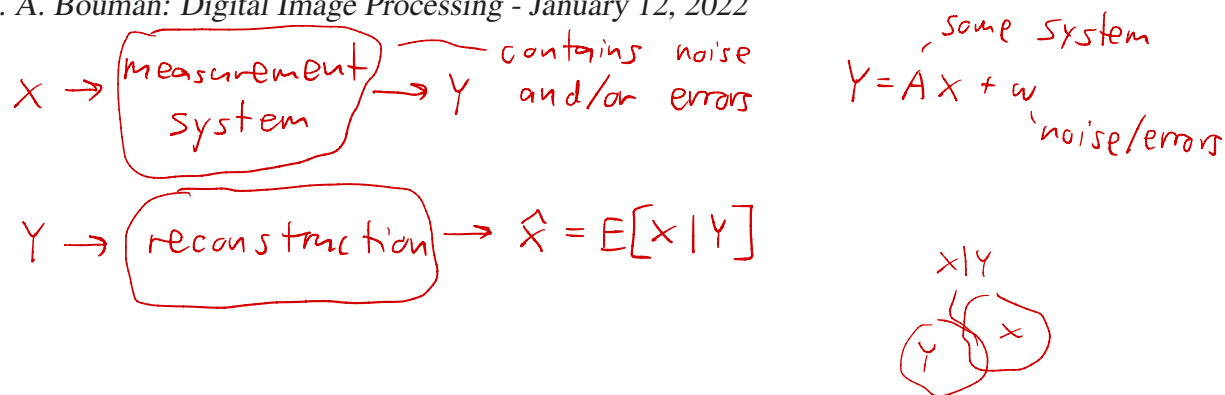 . A. Bouman: Digital Image Processing - January 12, 2022
X → measurement system → Y
contains noise
and/or errors
some system
Y = A X + w
noise/errors
Y → reconstruction → X̂ = E[X|Y]
X|Y
Y X